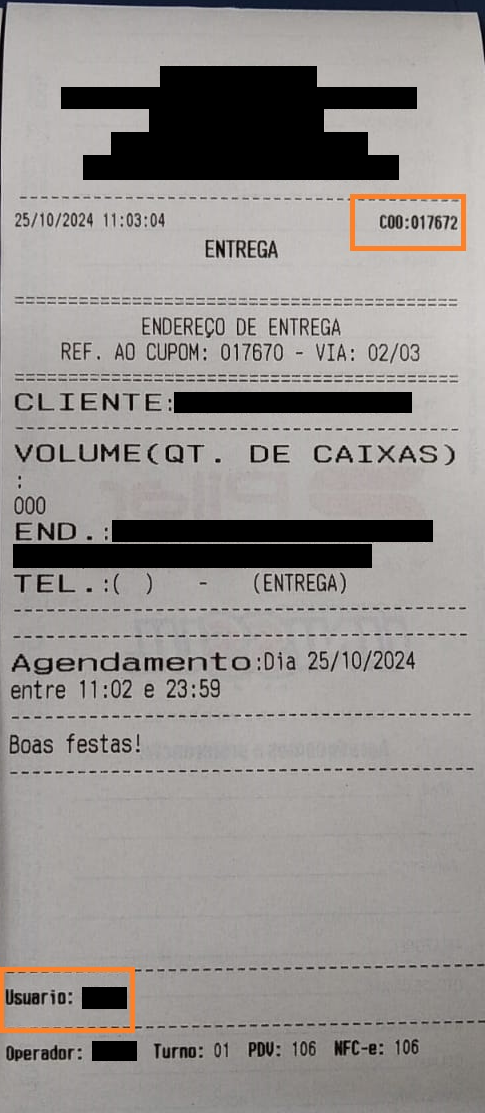 25/10/2024 11:03:04 COO:017672
ENTREGA
ENDEREÇO DE ENTREGA
REF. AO CUPOM: 017670 - VIA: 02/03
CLIENTE:
VOLUME(QT. DE CAIXAS)
:
000
END.:
TEL.:( ) - (ENTREGA)
Agendamento:Dia 25/10/2024
entre 11:02 e 23:59
Boas festas!
Usuario:
Operador: Turno: 01 PDV: 106 NFC-e: 106